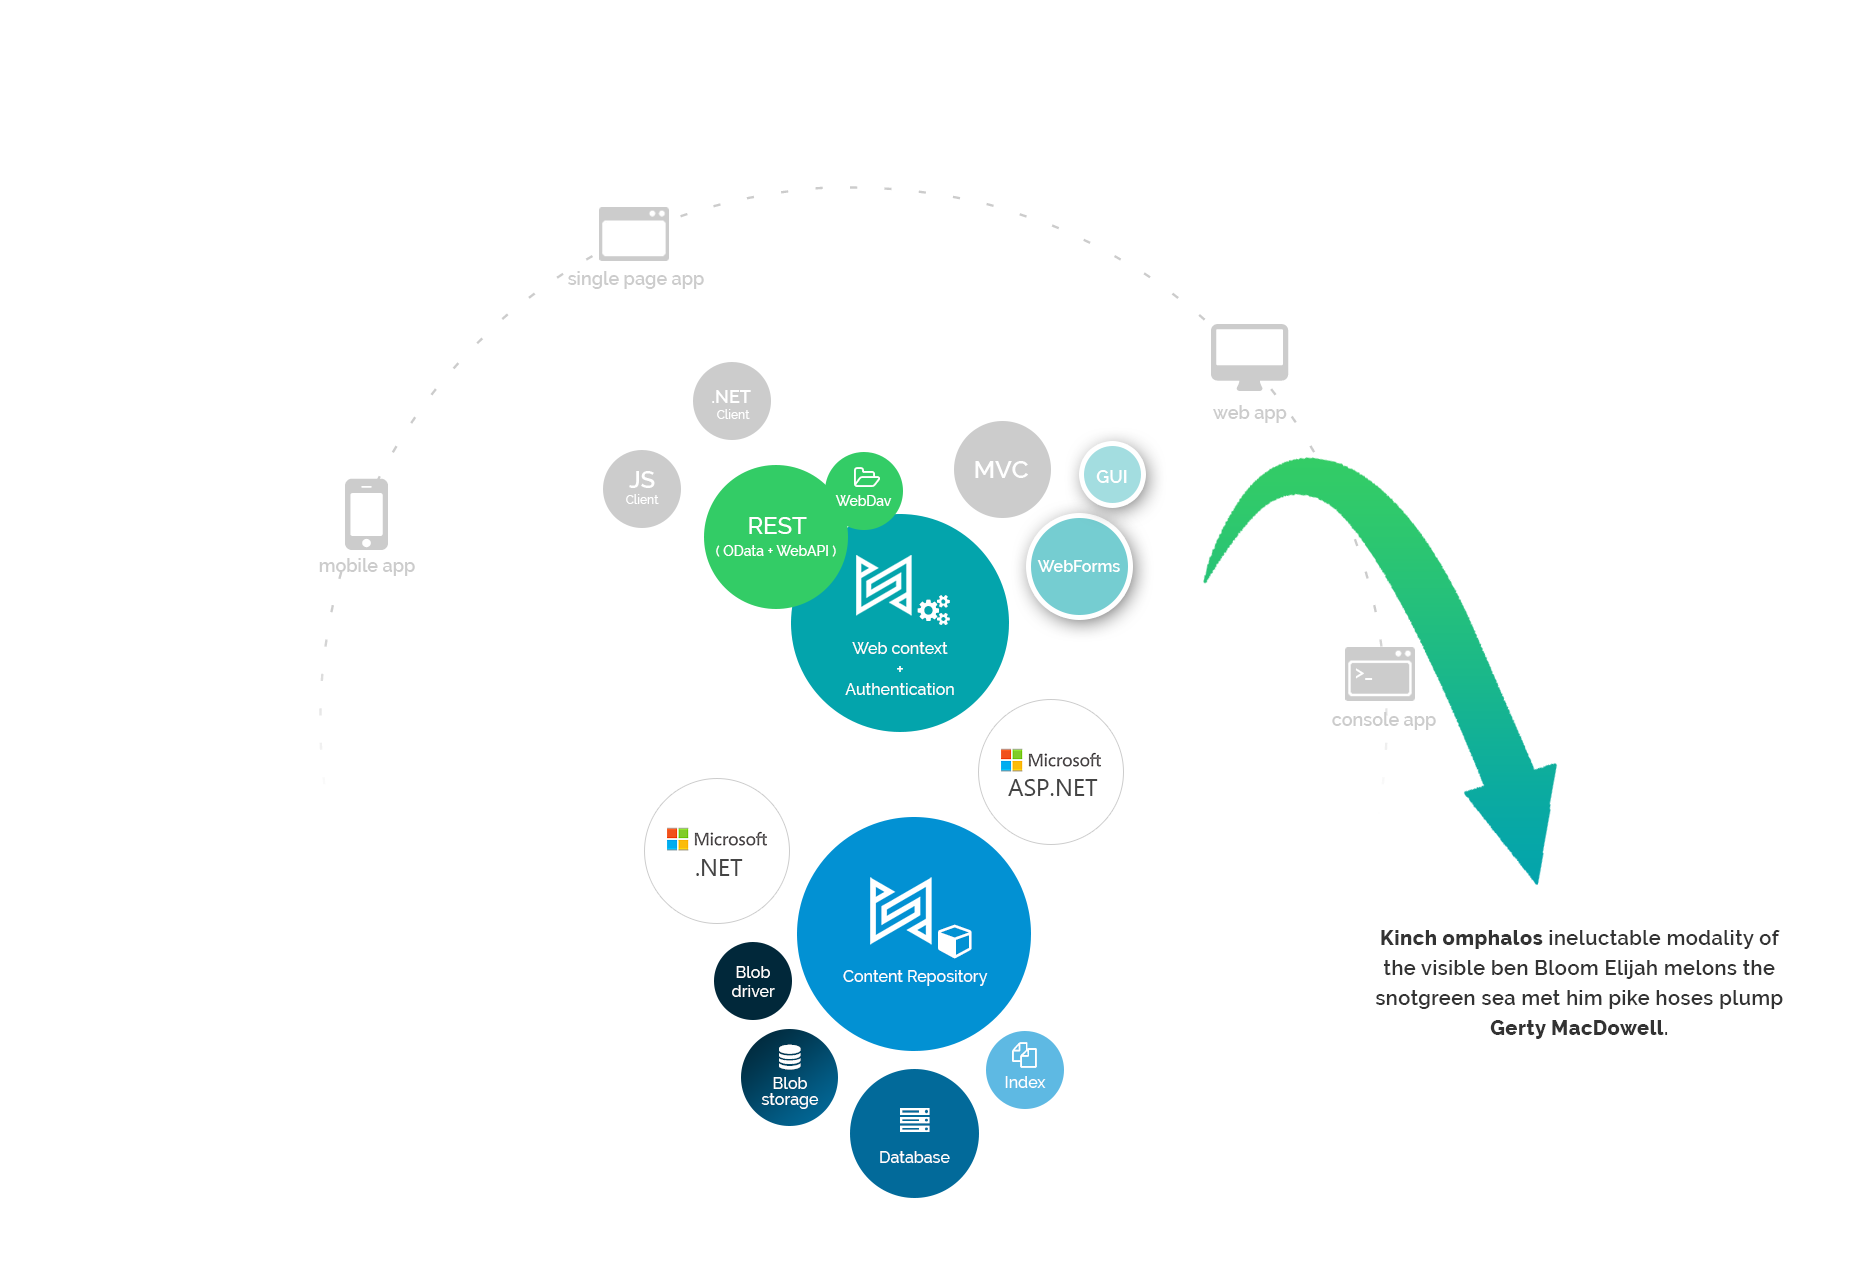 single page app
web app
.NET
Client
JS
Client
WebDav
MVC
GUI
REST
( OData + WebAPI )
WebForms
mobile app
Web context
+
Authentication
>_
console app
Microsoft
ASP.NET
Microsoft
.NET
Content Repository
Blob
driver
Blob
storage
Index
Database
Kinch omphalos ineluctable modality of
the visible ben Bloom Elijah melons the
snotgreen sea met him pike hoses plump
Gerty MacDowell.